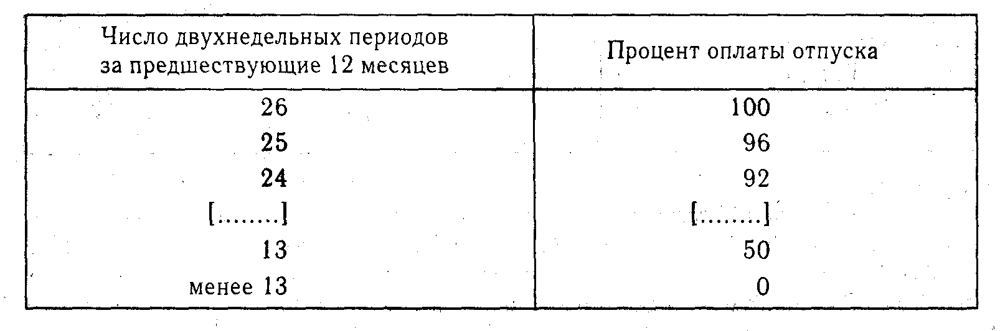 Число двухнедельных периодов
за предшествующие 12 месяцев
Процент оплаты отпуска
26 100
25 96
24 92
[........] [........]
13 50
менее 13 0